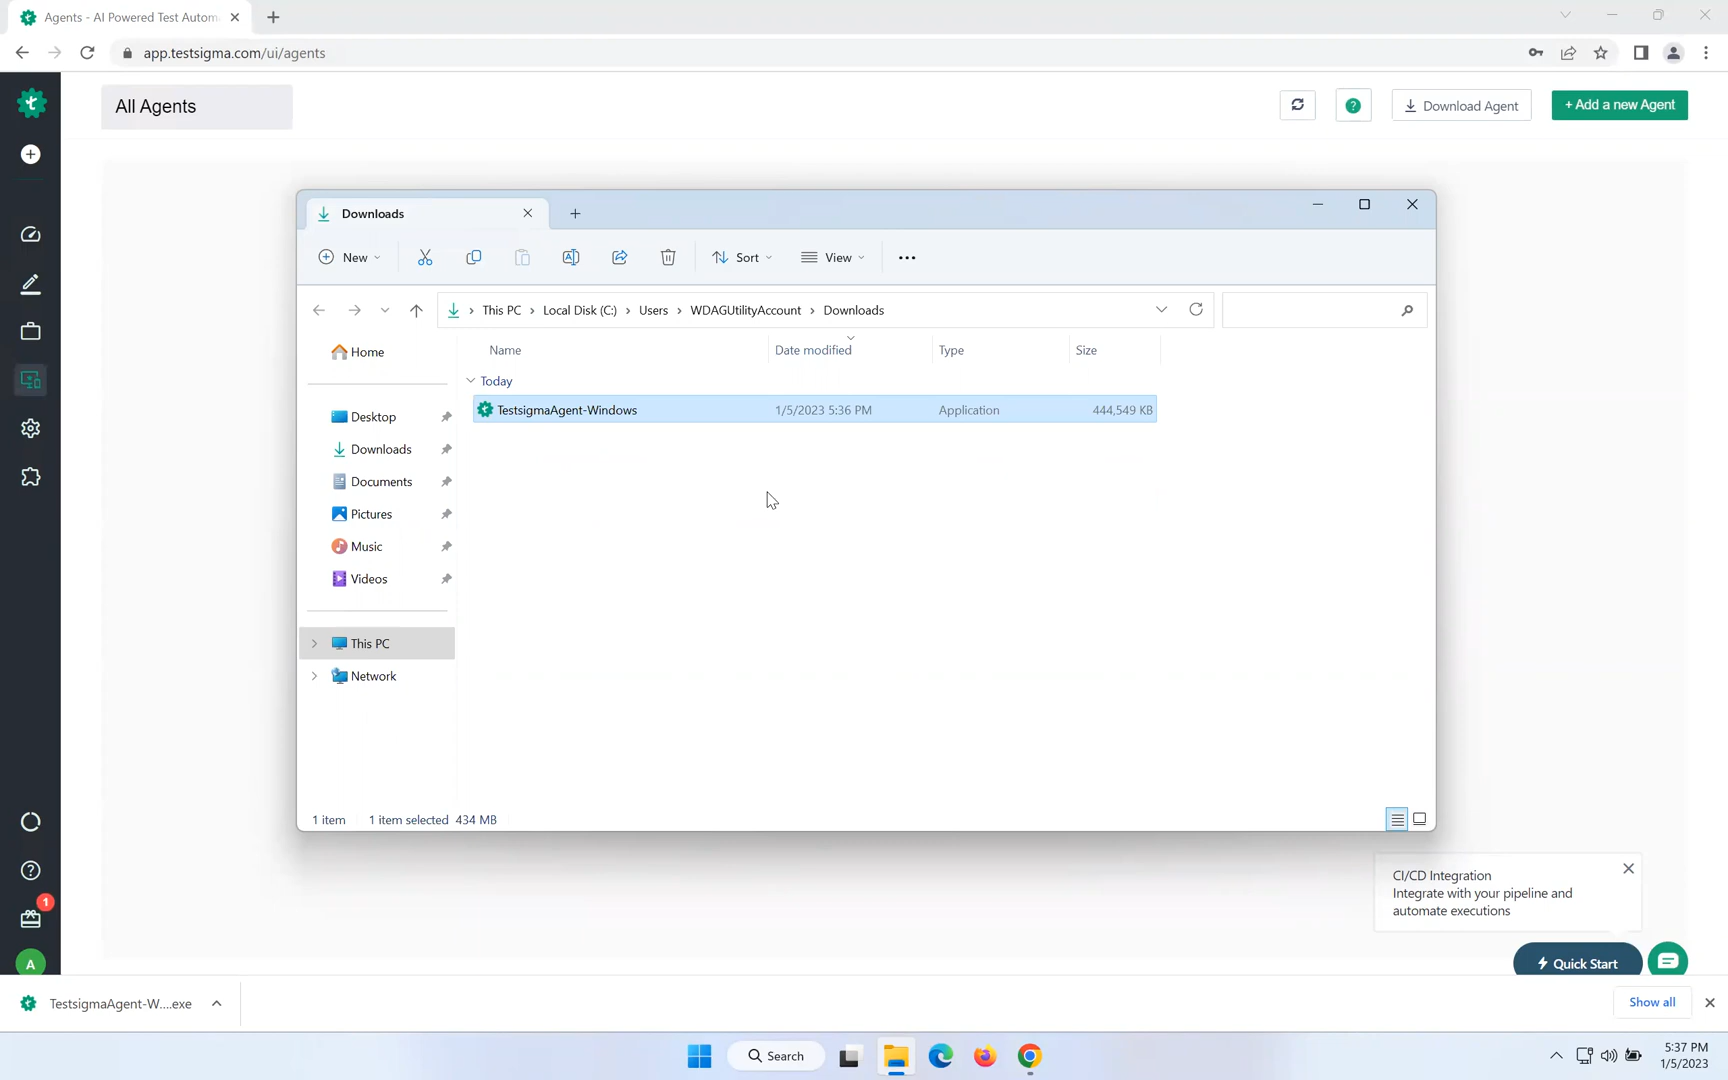 Agents - AI Powered Test Autom
app.testsigma.com/ui/agents
All Agents
Download Agent
+ Add a new Agent
Downloads
New
Sort
View
This PC > Local Disk (C:) > Users > WDAGUtilityAccount > Downloads
Home
Desktop
Downloads
Documents
Pictures
Music
Videos
This PC
Network
Name Date modified Type Size
Today
TestsigmaAgent-Windows 1/5/2023 5:36 PM Application 444,549 KB
1 item 1 item selected 434 MB
CI/CD Integration
Integrate with your pipeline and
automate executions
Quick Start
1
A
TestsigmaAgent-W....exe
Show all
Search
5:37 PM
1/5/2023